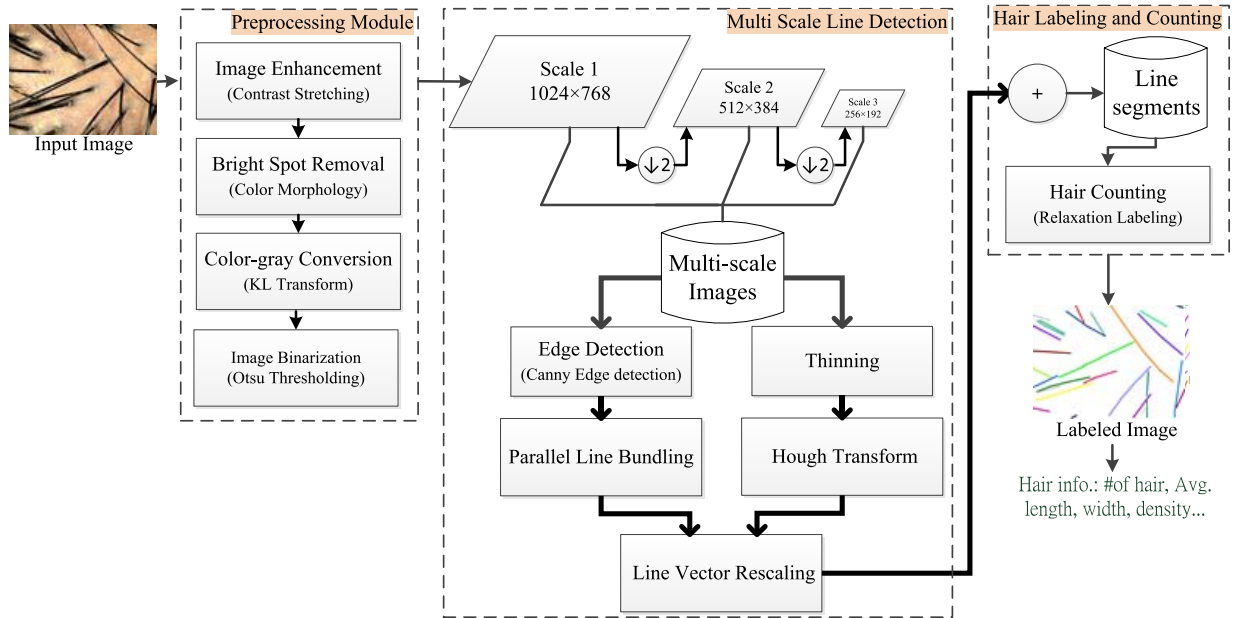 Input Image
Preprocessing Module
Image Enhancement
(Contrast Stretching)
Bright Spot Removal
(Color Morphology)
Color-gray Conversion
(KL Transform)
Image Binarization
(Otsu Thresholding)
Multi Scale Line Detection
Scale 1
1024×768
↓2
Scale 2
512×384
↓2
Scale 3
256×192
Multi-scale
Images
Edge Detection
(Canny Edge detection)
Thinning
Parallel Line Bundling
Hough Transform
Line Vector Rescaling
Hair Labeling and Counting
+
Line
segments
Hair Counting
(Relaxation Labeling)
Labeled Image
Hair info.: #of hair, Avg.
length, width, density...